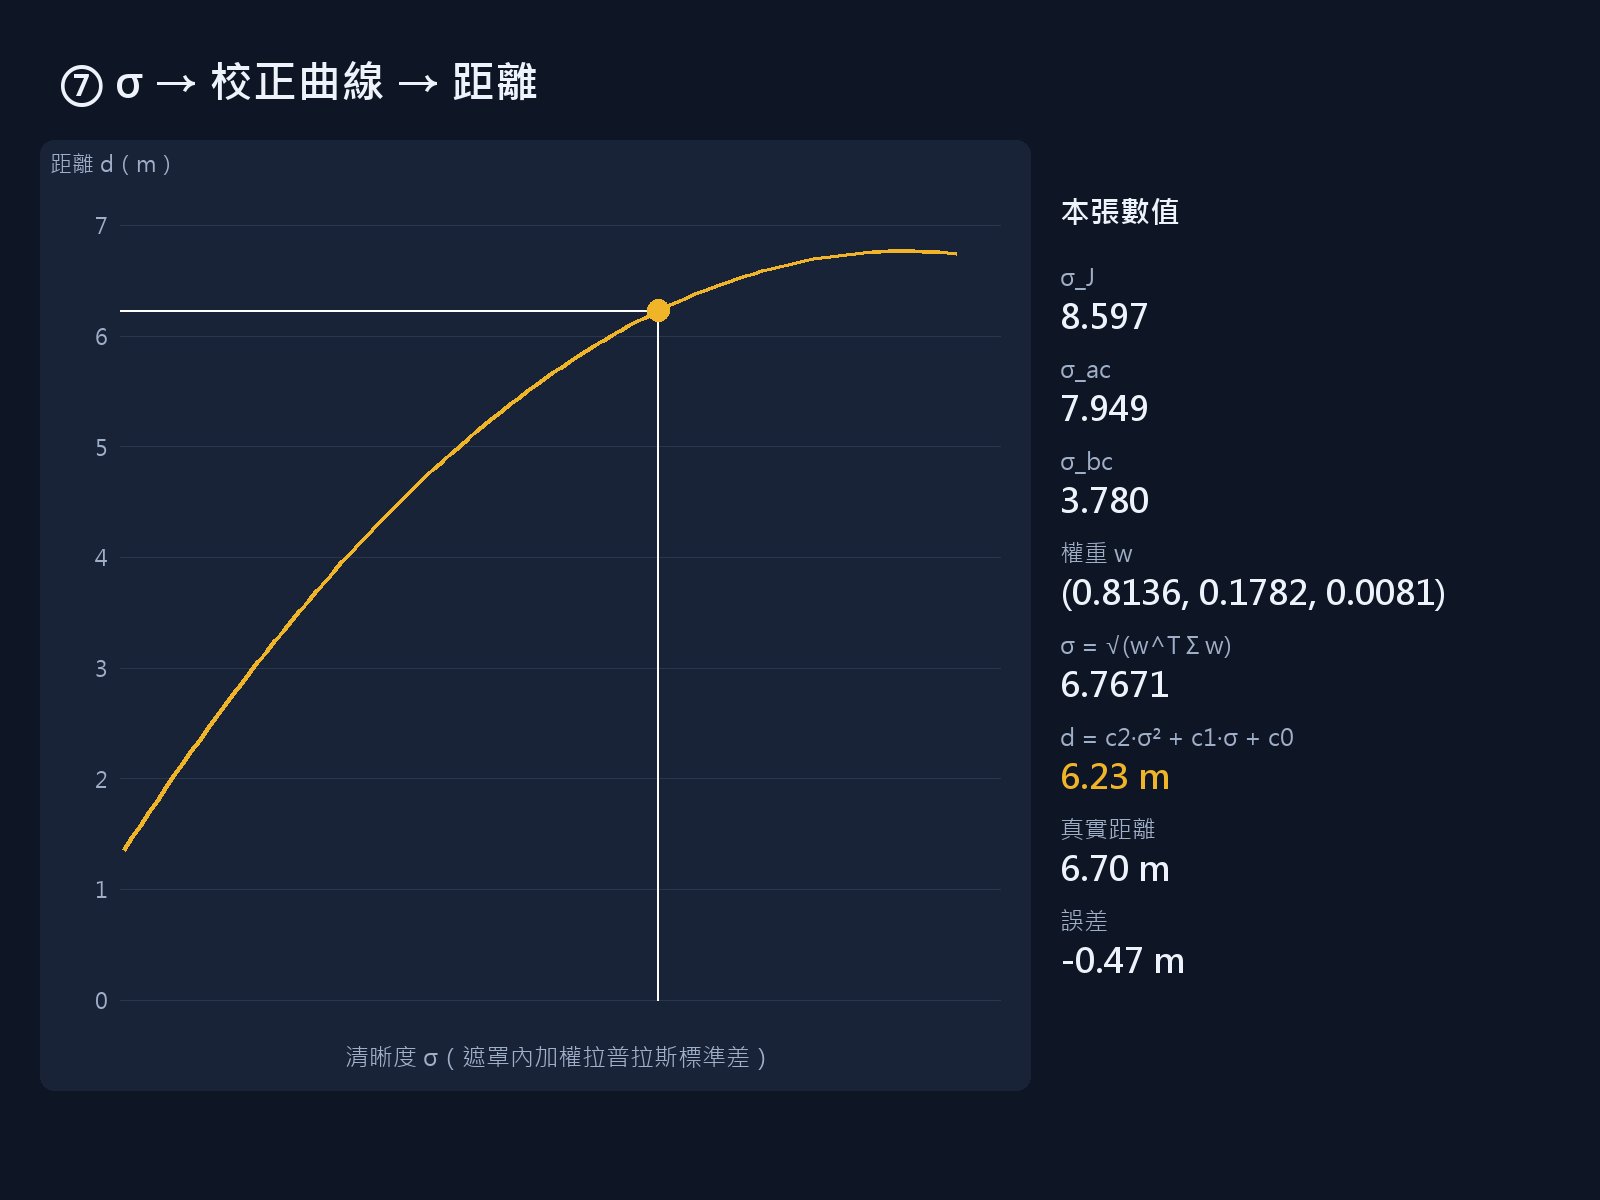 ⑦ σ → 校正曲線 → 距離
距離 d ( m )
7
6
5
4
3
2
1
0
清晰度 σ ( 遮罩內加權拉普拉斯標準差 )
本張數值
σ_J
8.597
σ_ac
7.949
σ_bc
3.780
權重 w
(0.8136, 0.1782, 0.0081)
σ = √(w^T Σ w)
6.7671
d = c2·σ² + c1·σ + c0
6.23 m
真實距離
6.70 m
誤差
-0.47 m